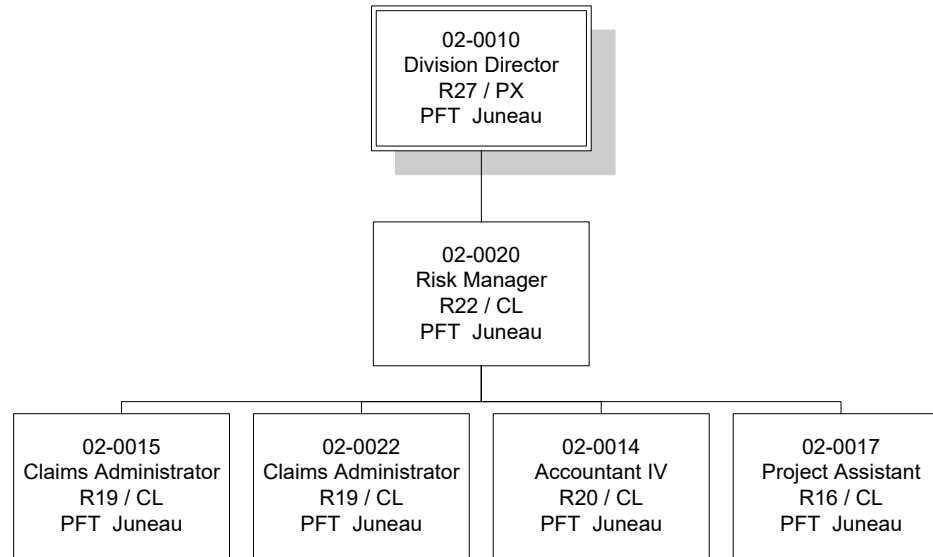 02-0010
Division Director
R27 / PX
PFT Juneau
02-0020
Risk Manager
R22 / CL
PFT Juneau
02-0015
Claims Administrator
R19 / CL
PFT Juneau
02-0022
Claims Administrator
R19 / CL
PFT Juneau
02-0014
Accountant IV
R20 / CL
PFT Juneau
02-0017
Project Assistant
R16 / CL
PFT Juneau